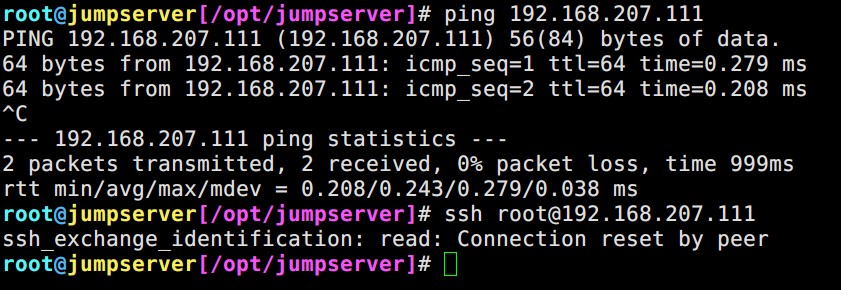 root@jumpserver[/opt/jumpserver]# ping 192.168.207.111
PING 192.168.207.111 (192.168.207.111) 56(84) bytes of data.
64 bytes from 192.168.207.111: icmp_seq=1 ttl=64 time=0.279 ms
64 bytes from 192.168.207.111: icmp_seq=2 ttl=64 time=0.208 ms
^C
--- 192.168.207.111 ping statistics ---
2 packets transmitted, 2 received, 0% packet loss, time 999ms
rtt min/avg/max/mdev = 0.208/0.243/0.279/0.038 ms
root@jumpserver[/opt/jumpserver]# ssh root@192.168.207.111
ssh_exchange_identification: read: Connection reset by peer
root@jumpserver[/opt/jumpserver]#